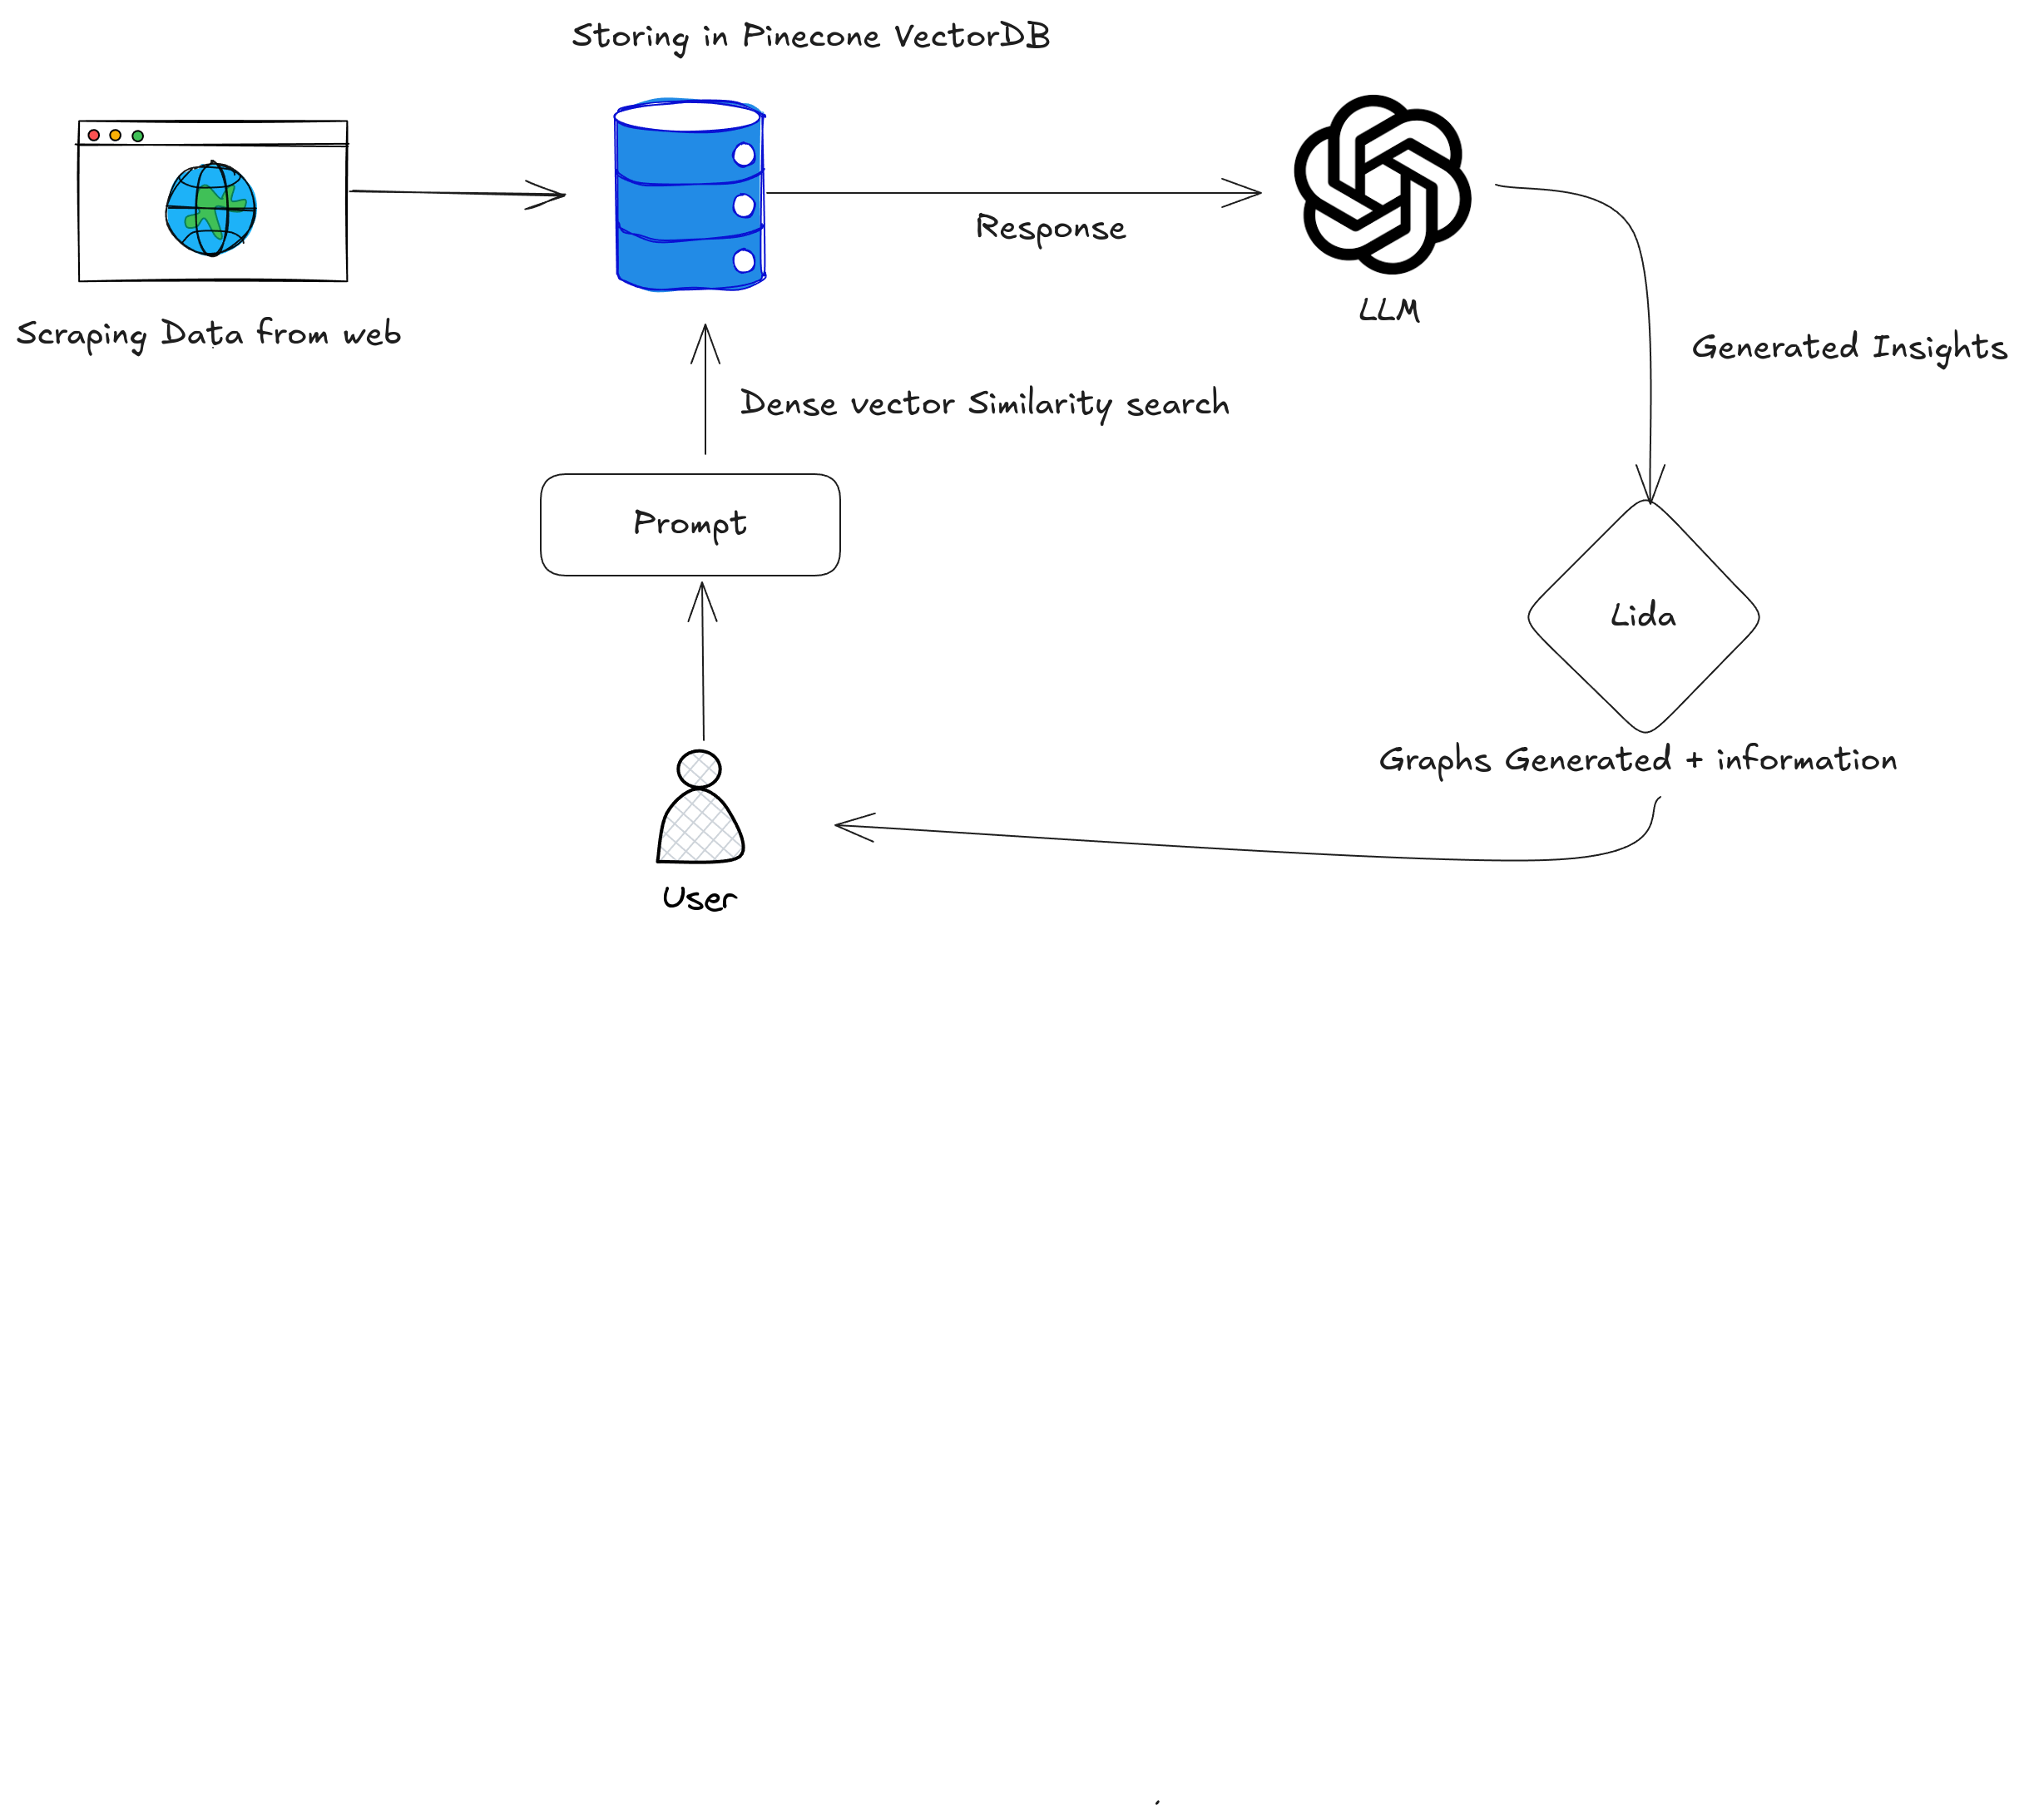 Storing in Pinecone VectorDB
Response
LLM
Scraping Data from web
Generated Insights
Dense vector Similarity search
Prompt
Lida
Graphs Generated + information
User